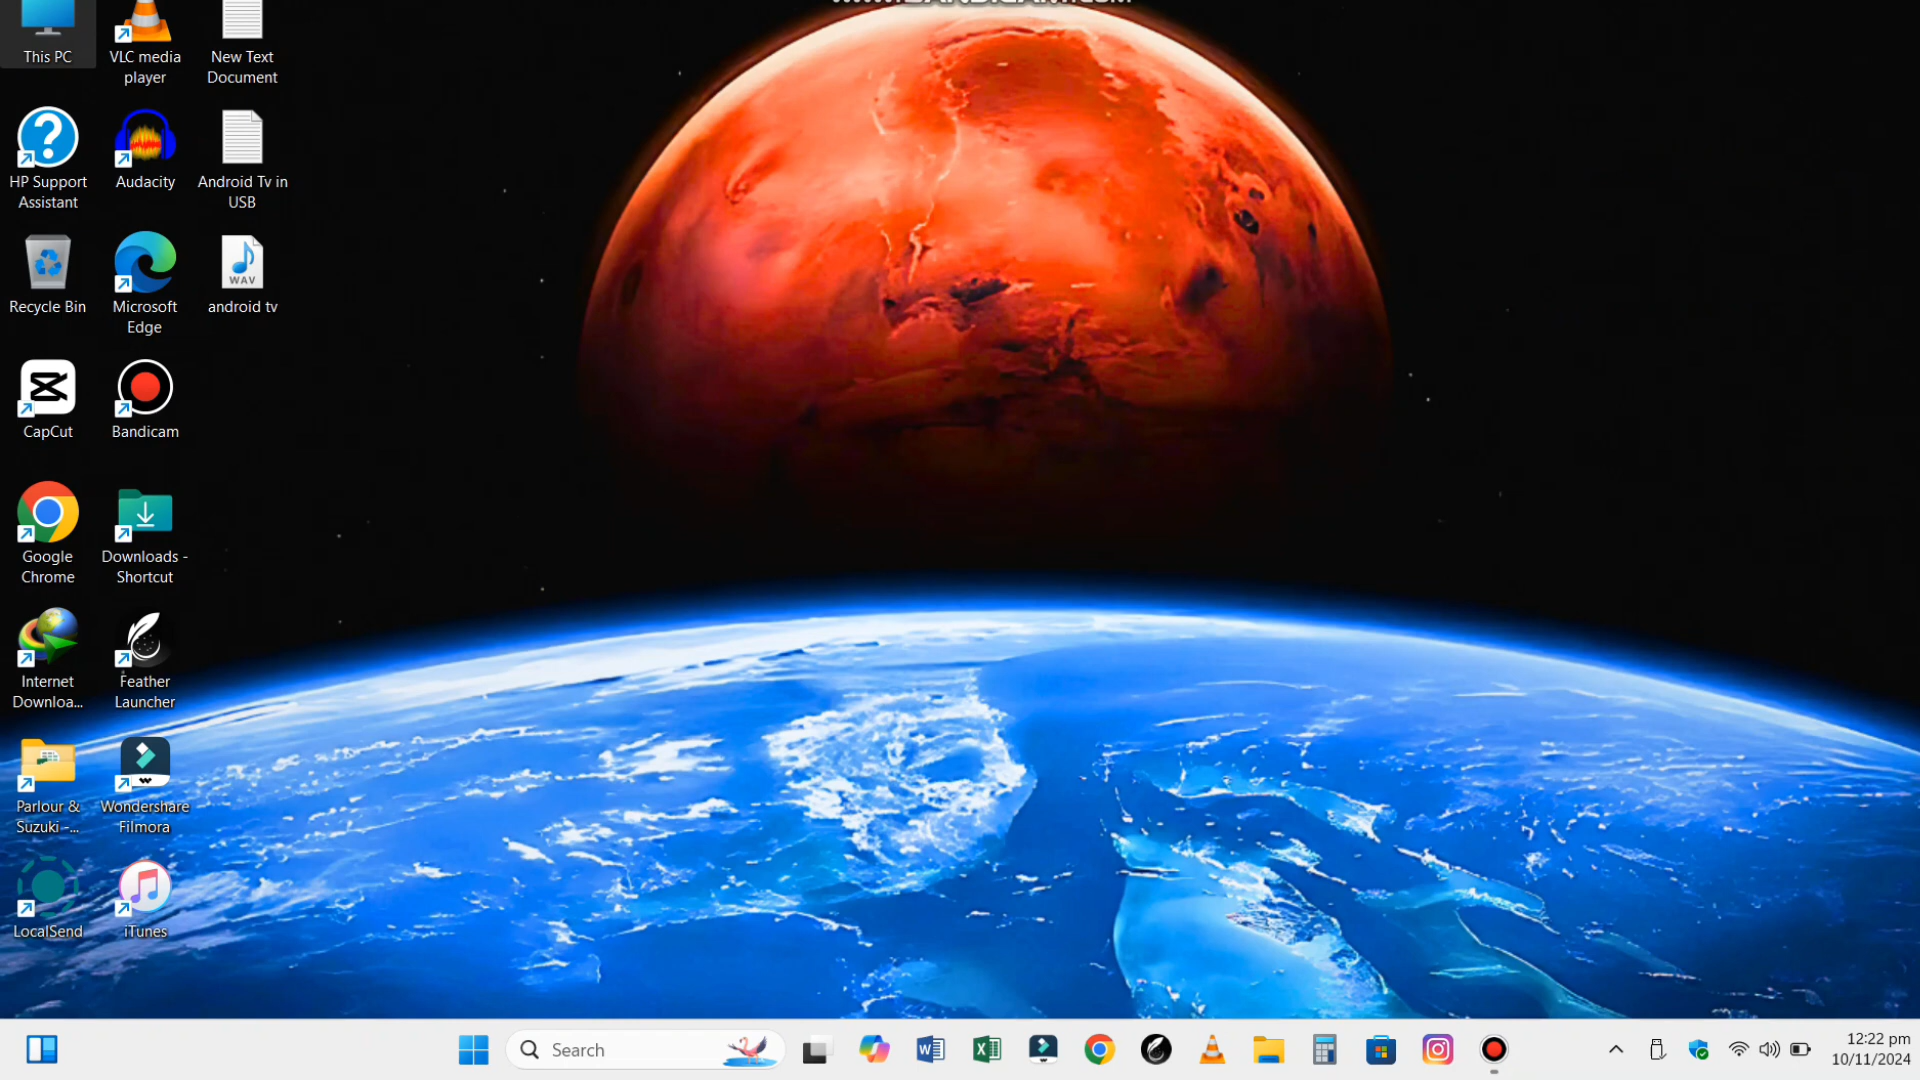 This PC
VLC media
player
New Text
Document
HP Support
Assistant
Audacity
Android Tv in
USB
Recycle Bin
Microsoft
Edge
WAV
android tv
CapCut
Bandicam
Google
Chrome
Downloads -
Shortcut
Internet
Downloa...
Feather
Launcher
Parlour &
Suzuki -...
Wondershare
Filmora
LocalSend
iTunes
Search
12:22 pm
10/11/2024